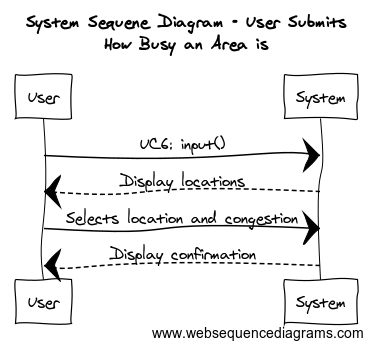 System Sequene Diagram - User Submits
How Busy an Area is
User
System
UC6: input()
Display locations
Selects location and congestion
Display confirmation
User
System
www.websequencediagrams.com